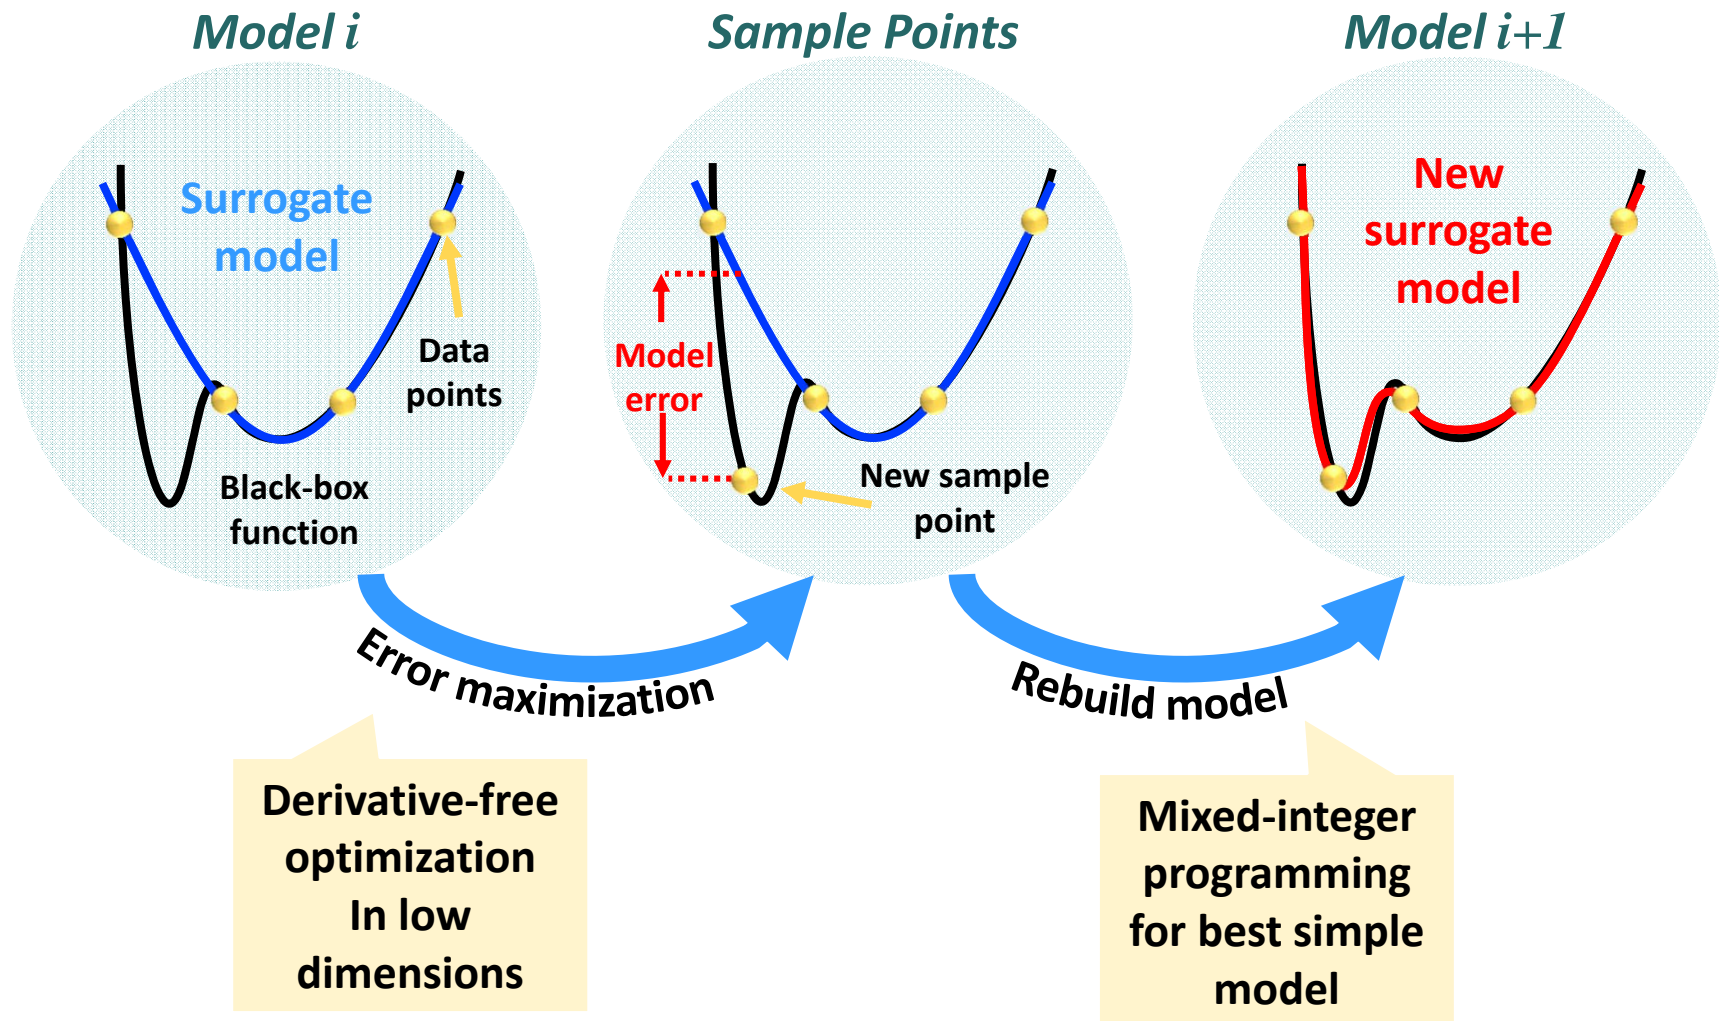 Model i
Surrogate
model
Data
points
Black-box
function
Sample Points
Model
error
New sample
point
Model i+1
New
surrogate
model
Error maximization
Rebuild model
Derivative-free
optimization
In low
dimensions
Mixed-integer
programming
for best simple
model